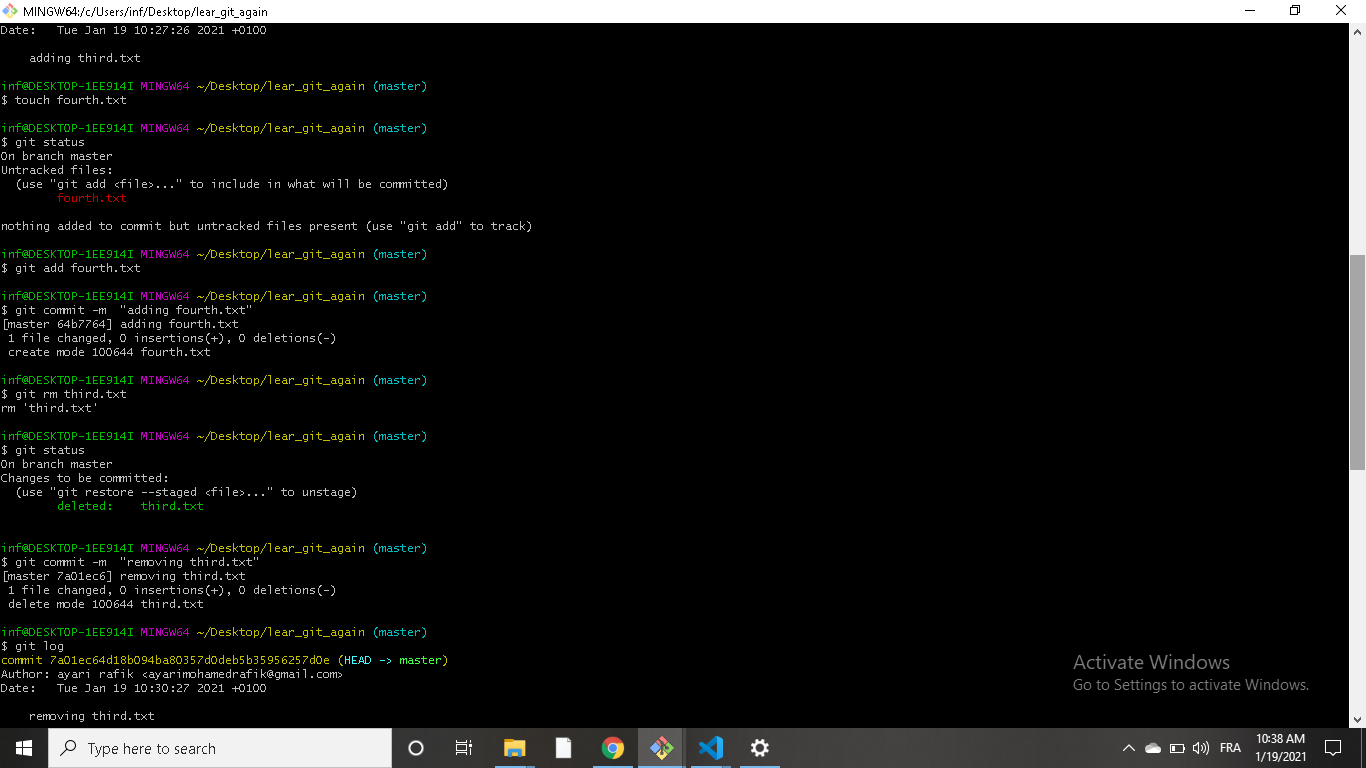 MINGW64:/c/Users/inf/Desktop/lear_git_again
Date:   Tue Jan 19 10:27:26 2021 +0100
    adding third.txt
inf@DESKTOP-1EE914I MINGW64 ~/Desktop/lear_git_again (master)
$ touch fourth.txt
inf@DESKTOP-1EE914I MINGW64 ~/Desktop/lear_git_again (master)
$ git status
On branch master
Untracked files:
  (use "git add <file>..." to include in what will be committed)
        fourth.txt
nothing added to commit but untracked files present (use "git add" to track)
inf@DESKTOP-1EE914I MINGW64 ~/Desktop/lear_git_again (master)
$ git add fourth.txt
inf@DESKTOP-1EE914I MINGW64 ~/Desktop/lear_git_again (master)
$ git commit -m  "adding fourth.txt"
[master 64b7764] adding fourth.txt
 1 file changed, 0 insertions(+), 0 deletions(-)
 create mode 100644 fourth.txt
inf@DESKTOP-1EE914I MINGW64 ~/Desktop/lear_git_again (master)
$ git rm third.txt
rm 'third.txt'
inf@DESKTOP-1EE914I MINGW64 ~/Desktop/lear_git_again (master)
$ git status
On branch master
Changes to be committed:
  (use "git restore --staged <file>..." to unstage)
        deleted:    third.txt
inf@DESKTOP-1EE914I MINGW64 ~/Desktop/lear_git_again (master)
$ git commit -m  "removing third.txt"
[master 7a01ec6] removing third.txt
 1 file changed, 0 insertions(+), 0 deletions(-)
 delete mode 100644 third.txt
inf@DESKTOP-1EE914I MINGW64 ~/Desktop/lear_git_again (master)
$ git log
commit 7a01ec64d18b094ba80357d0deb5b35956257d0e (HEAD -> master)
Author: ayari rafik <ayarimohamedrafik@gmail.com>
Date:   Tue Jan 19 10:30:27 2021 +0100
    removing third.txt
Activate Windows
Go to Settings to activate Windows.
Type here to search
FRA
10:38 AM
1/19/2021